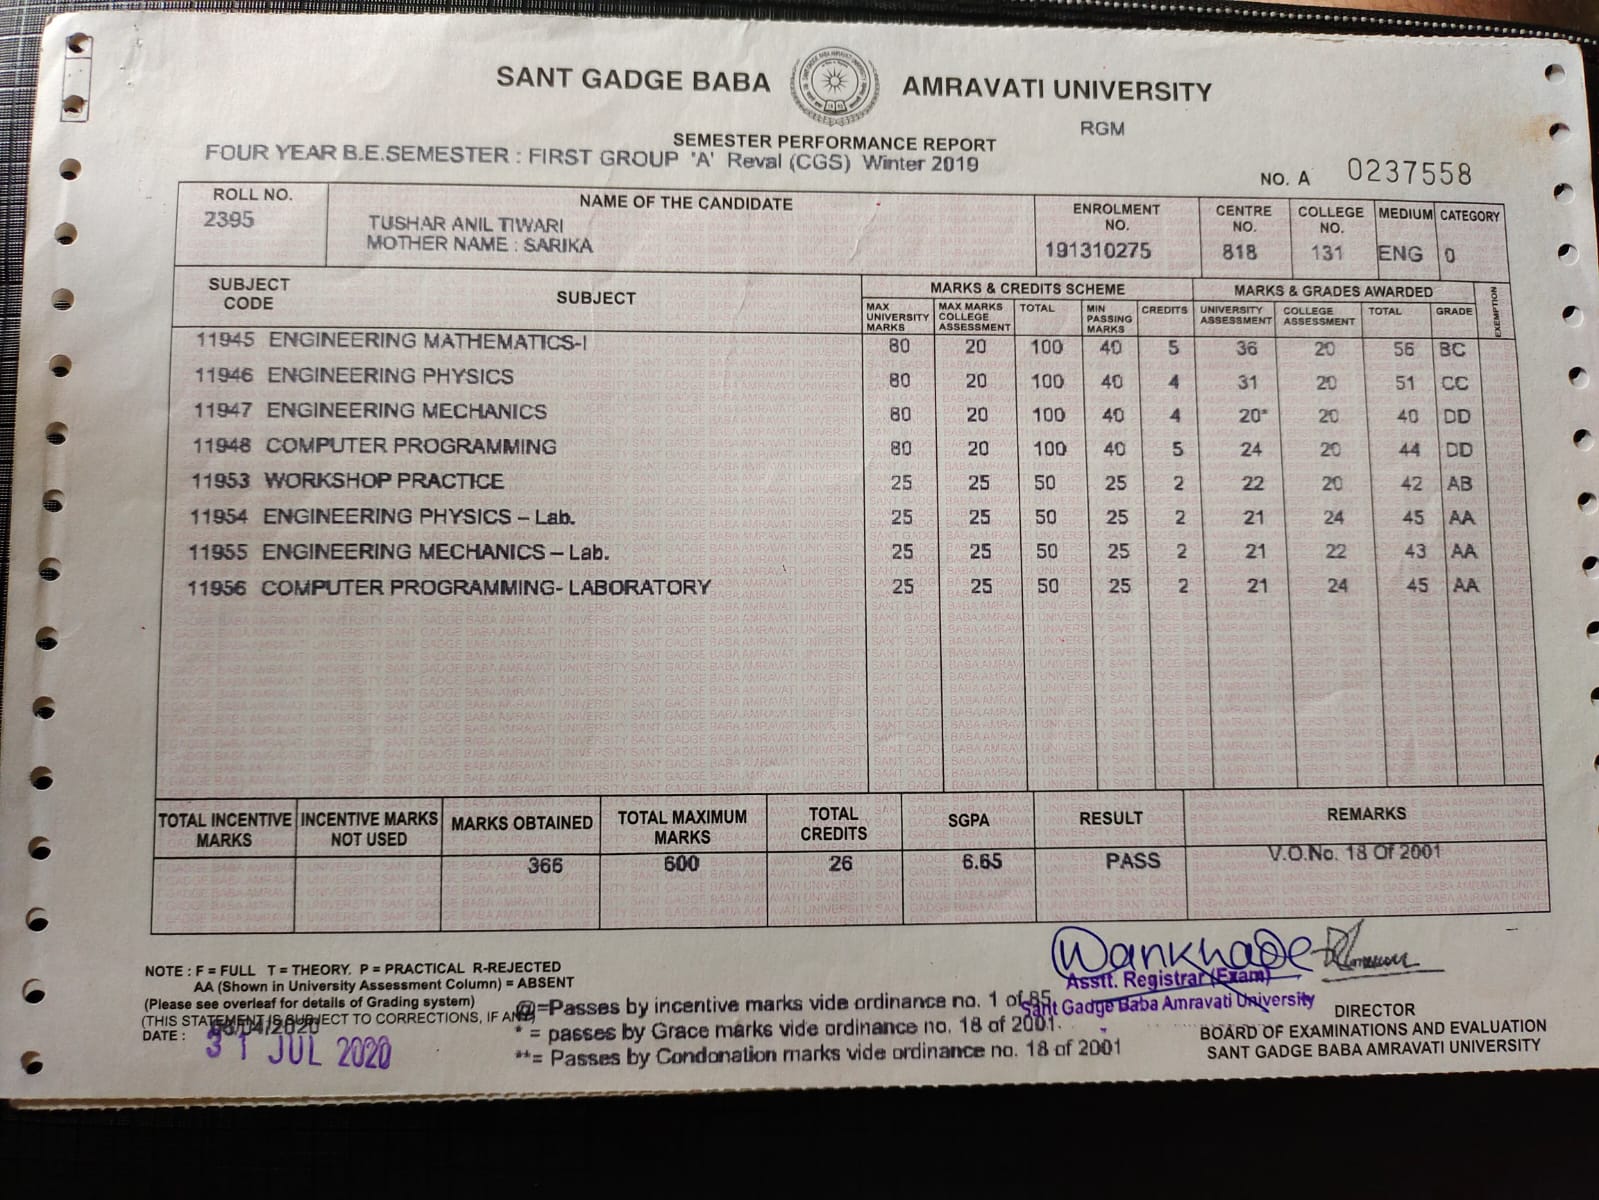 SANT GADGE BABA AMRAVATI UNIVERSITY
RGM
SEMESTER PERFORMANCE REPORT
FOUR YEAR B.E.SEMESTER : FIRST GROUP 'A' Reval (CGS) Winter 2019
NO. A 0237558
ROLL NO. NAME OF THE CANDIDATE ENROLMENT NO. CENTRE NO. COLLEGE NO. MEDIUM CATEGORY
2395 TUSHAR ANIL TIWARI 191310275 818 131 ENG 0
MOTHER NAME : SARIKA
SUBJECT CODE SUBJECT MARKS & CREDITS SCHEME MARKS & GRADES AWARDED EXEMPTION
MAX UNIVERSITY MARKS MAX MARKS COLLEGE ASSESSMENT TOTAL MIN PASSING MARKS CREDITS UNIVERSITY ASSESSMENT COLLEGE ASSESSMENT TOTAL GRADE
11945 ENGINEERING MATHEMATICS-I 80 20 100 40 5 36 20 56 BC
11946 ENGINEERING PHYSICS 80 20 100 40 4 31 20 51 CC
11947 ENGINEERING MECHANICS 80 20 100 40 4 20* 20 40 DD
11948 COMPUTER PROGRAMMING 80 20 100 40 5 24 20 44 DD
11953 WORKSHOP PRACTICE 25 25 50 25 2 22 20 42 AB
11954 ENGINEERING PHYSICS – Lab. 25 25 50 25 2 21 24 45 AA
11955 ENGINEERING MECHANICS – Lab. 25 25 50 25 2 21 22 43 AA
11956 COMPUTER PROGRAMMING- LABORATORY 25 25 50 25 2 21 24 45 AA
TOTAL INCENTIVE MARKS INCENTIVE MARKS NOT USED MARKS OBTAINED TOTAL MAXIMUM MARKS TOTAL CREDITS SGPA RESULT REMARKS
366 600 26 6.65 PASS V.O.No. 18 Of 2001
NOTE : F = FULL T = THEORY. P = PRACTICAL R-REJECTED
AA (Shown in University Assessment Column) = ABSENT
(Please see overleaf for details of Grading system)
(THIS STATEMENT IS SUBJECT TO CORRECTIONS, IF ANY)
DATE : 08/04/2020
31 JUL 2020
@=Passes by incentive marks vide ordinance no. 1 of 85.
* = passes by Grace marks vide ordinance no. 18 of 2001.
**= Passes by Condonation marks vide ordinance no. 18 of 2001
Wankhade
Asstt. Registrar (Exam)
Sant Gadge Baba Amravati University
DIRECTOR
BOARD OF EXAMINATIONS AND EVALUATION
SANT GADGE BABA AMRAVATI UNIVERSITY